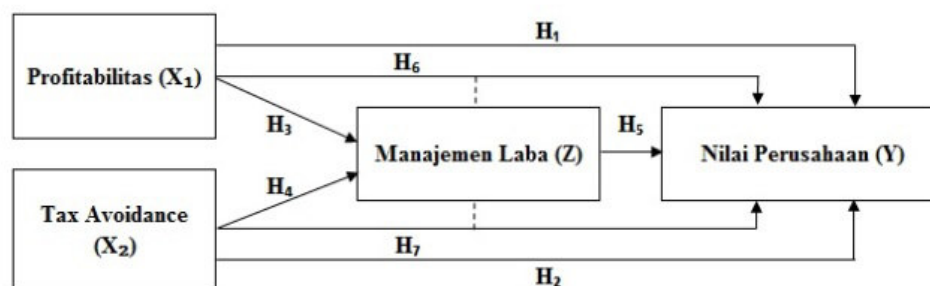 H₁
Profitabilitas (X₁)
H₆
H₃
H₅
Manajemen Laba (Z)
Nilai Perusahaan (Y)
H₄
Tax Avoidance
(X₂)
H₇
H₂